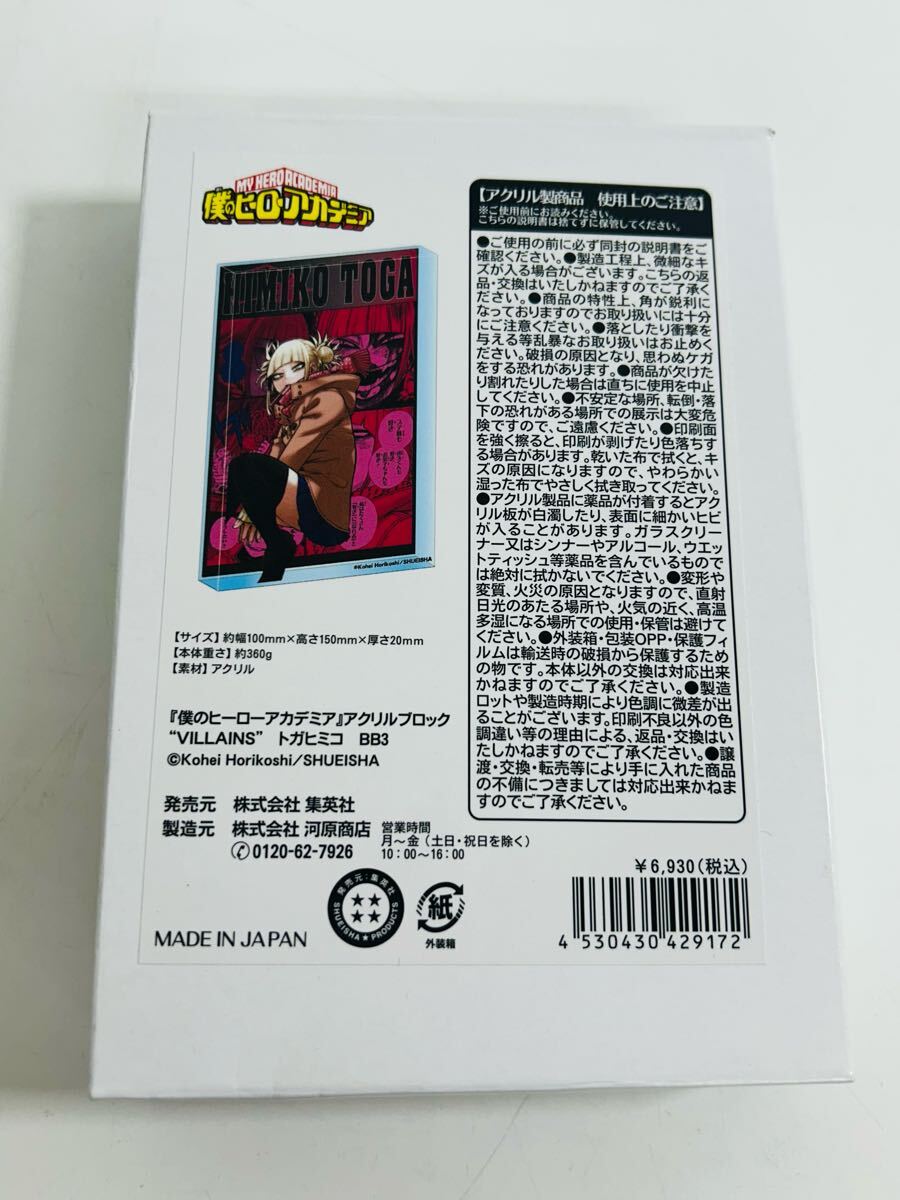 MY HERO ACADEMIA
僕のヒーローアカデミア
HIMIKO TOGA
©Kohei Horikoshi/SHUEISHA
【サイズ】約幅100mm×高さ150mm×厚さ20mm
【本体重さ】約360g
【素材】アクリル
『僕のヒーローアカデミア』アクリルブロック
“VILLAINS” トガヒミコ BB3
©Kohei Horikoshi/SHUEISHA
発売元 株式会社 集英社
製造元 株式会社 河原商店
0120-62-7926
営業時間
月～金（土日・祝日を除く）
10：00～16：00
発売元：集英社
SHUEISHA★PRODUCTS
紙
外装箱
MADE IN JAPAN
【アクリル製商品 使用上のご注意】
※ご使用前にお読みください。
こちらの説明書は捨てずに保管してください。
●ご使用の前に必ず同封の説明書をご
確認ください。●製造工程上、微細なキ
ズが入る場合がございます。こちらの返
品・交換はいたしかねますのでご了承く
ださい。●商品の特性上、角が鋭利に
なっておりますのでお取り扱いには十分
にご注意ください。●落としたり衝撃を
与える等乱暴なお取り扱いはお止めく
ださい。破損の原因となり、思わぬケガ
をする恐れがあります。●商品が欠けた
り割れたりした場合は直ちに使用を中止
してください。●不安定な場所、転倒・落
下の恐れがある場所での展示は大変危
険ですので、ご遠慮ください。●印刷面
を強く擦ると、印刷が剥げたり色落ちす
る場合があります。乾いた布で拭くと、キ
ズの原因になりますので、やわらかい
湿った布でやさしく拭き取ってください。
●アクリル製品に薬品が付着するとアク
リル板が白濁したり、表面に細かいヒビ
が入ることがあります。ガラスクリー
ナー又はシンナーやアルコール、ウエッ
トティッシュ等薬品を含んでいるもので
は絶対に拭かないでください。●変形や
変質、火災の原因となりますので、直射
日光のあたる場所や、火気の近く、高温
多湿になる場所での使用・保管は避けて
ください。●外装箱・包装OPP・保護フィ
ルムは輸送時の破損から保護するため
の物です。本体以外の交換は対応出来
かねますのでご了承ください。●製造
ロットや製造時期により色調に微差が出
ることがございます。印刷不良以外の色
調違い等の理由による、返品・交換はい
たしかねますのでご了承ください。●譲
渡・交換・転売等により手に入れた商品
の不備につきましては対応出来かねま
すのでご了承ください。
￥6,930（税込）
4 530430 429172